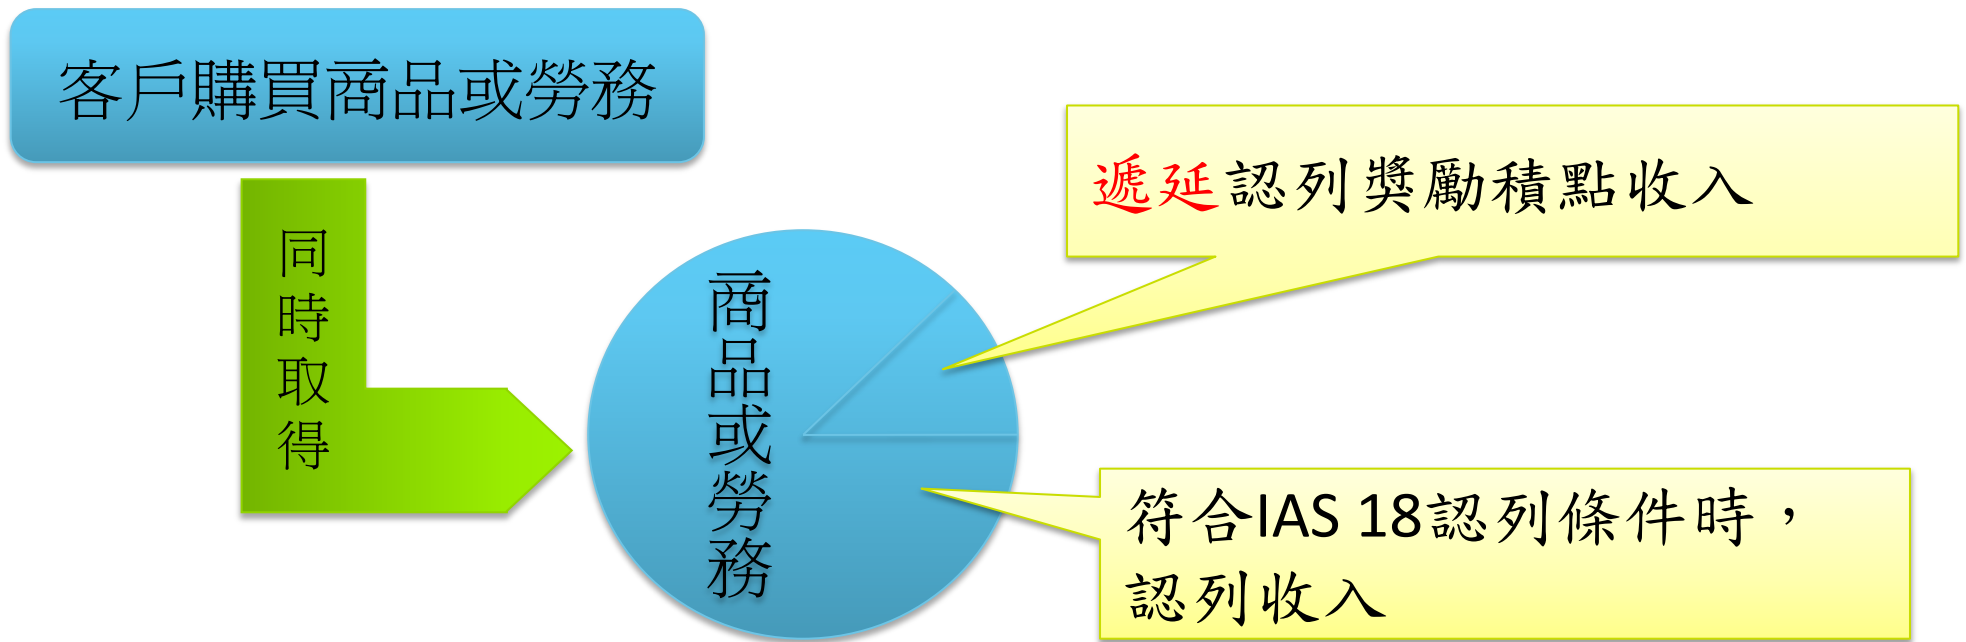 客戶購買商品或勞務
同時取得
商品或勞務
遞延認列獎勵積點收入
符合IAS 18認列條件時，
認列收入